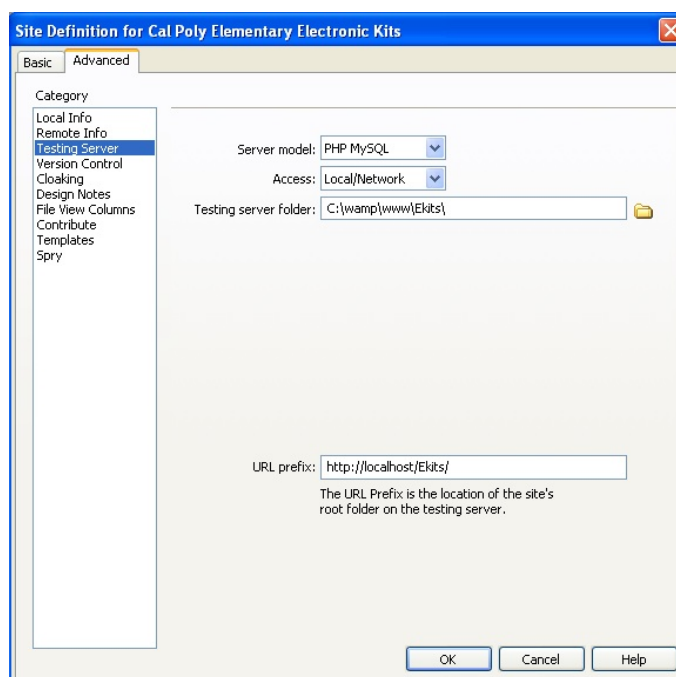 Site Definition for Cal Poly Elementary Electronic Kits
Basic Advanced
Category
Local Info
Remote Info
Testing Server
Version Control
Cloaking
Design Notes
File View Columns
Contribute
Templates
Spry
Server model: PHP MySQL
Access: Local/Network
Testing server folder: C:\wamp\www\Ekits\
URL prefix: http://localhost/Ekits/
The URL Prefix is the location of the site's
root folder on the testing server.
OK Cancel Help